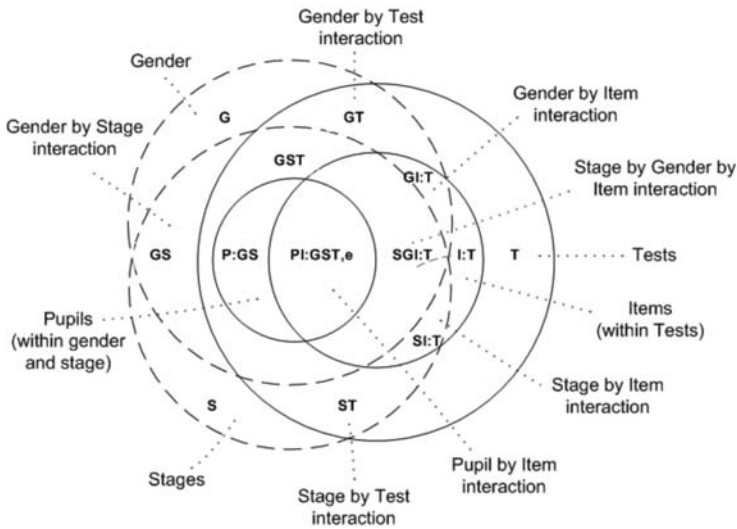 Gender by Test
interaction
Gender
Gender by Item
interaction
G
GT
Gender by Stage
interaction
GST
Stage by Gender by
Item interaction
GI:T
GS
P:GS
PI:GST,e
SGI:T
I:T
T
Tests
Items
(within Tests)
Pupils
(within gender
and stage)
SI:T
Stage by Item
interaction
S
ST
Pupil by Item
interaction
Stages
Stage by Test
interaction